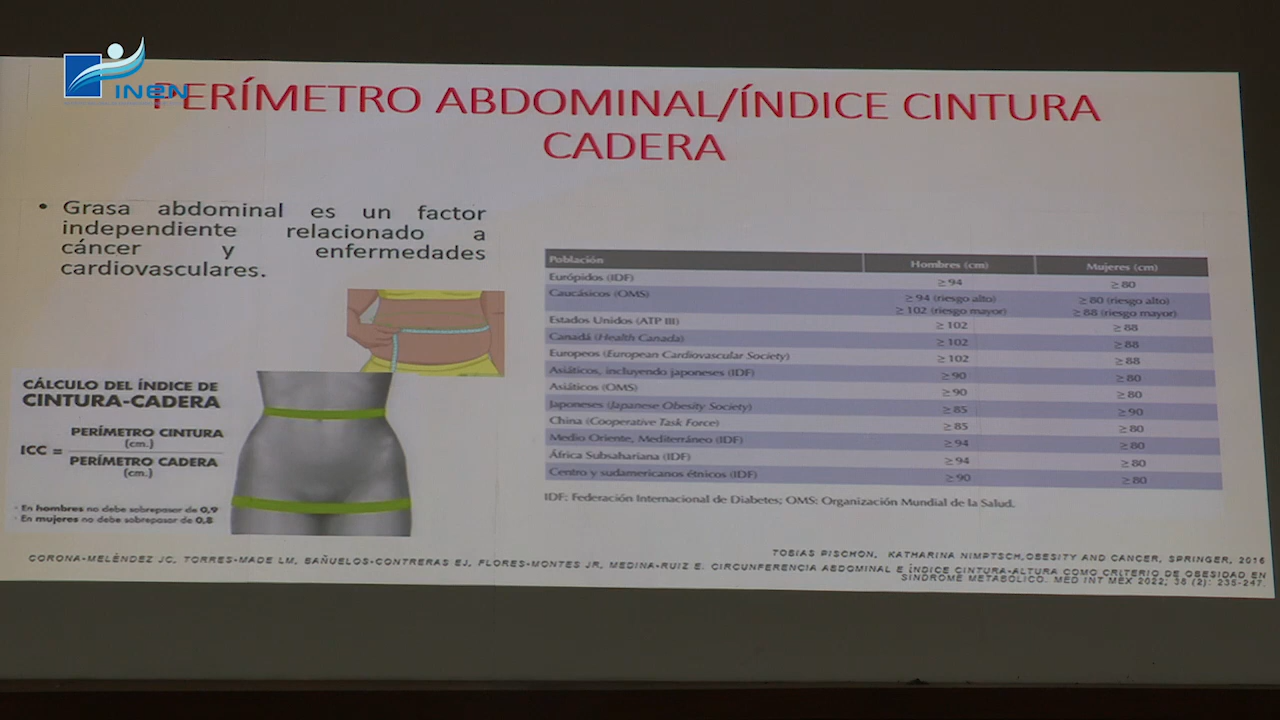 INEN
PERÍMETRO ABDOMINAL/ÍNDICE CINTURA
CADERA
• Grasa abdominal es un factor
independiente relacionado a
cáncer y enfermedades
cardiovasculares.
CÁLCULO DEL ÍNDICE DE
CINTURA-CADERA
ICC = PERÍMETRO CINTURA
(cm.)
PERÍMETRO CADERA
(cm.)
· En hombres no debe sobrepasar de 0,9
· En mujeres no debe sobrepasar de 0,8
Población Hombres (cm) Mujeres (cm)
Európidos (IDF) ≥ 94 ≥ 80
Caucásicos (OMS) ≥ 94 (riesgo alto) ≥ 80 (riesgo alto)
≥ 102 (riesgo mayor) ≥ 88 (riesgo mayor)
Estados Unidos (ATP III) ≥ 102 ≥ 88
Canadá (Health Canada) ≥ 102 ≥ 88
Europeos (European Cardiovascular Society) ≥ 102 ≥ 88
Asiáticos, incluyendo japoneses (IDF) ≥ 90 ≥ 80
Asiáticos (OMS) ≥ 90 ≥ 80
Japoneses (Japanese Obesity Society) ≥ 85 ≥ 90
China (Cooperative Task Force) ≥ 85 ≥ 80
Medio Oriente, Mediterráneo (IDF) ≥ 94 ≥ 80
África Subsahariana (IDF) ≥ 94 ≥ 80
Centro y sudamericanos étnicos (IDF) ≥ 90 ≥ 80
IDF: Federación Internacional de Diabetes; OMS: Organización Mundial de la Salud.
TOBIAS PISCHON, KATHARINA NIMPTSCH,OBESITY AND CANCER, SPRINGER, 2016
CORONA-MELÉNDEZ JC, TORRES-MADE LM, BAÑUELOS-CONTRERAS EJ, FLORES-MONTES JR, MEDINA-RUIZ E. CIRCUNFERENCIA ABDOMINAL E ÍNDICE CINTURA-ALTURA COMO CRITERIO DE OBESIDAD EN
SÍNDROME METABÓLICO. MED INT MÉX 2022; 38 (2): 235-247.